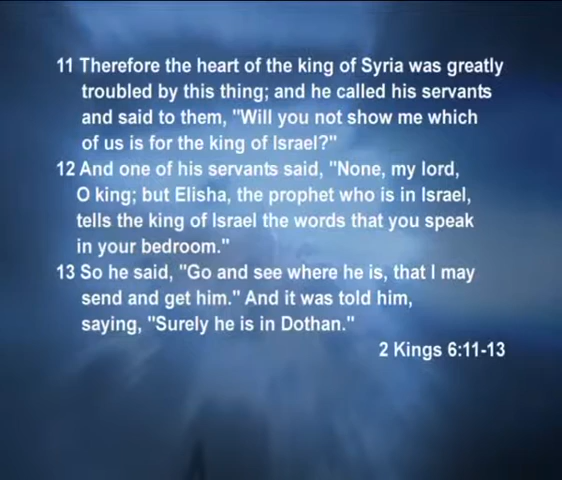 11 Therefore the heart of the king of Syria was greatly
troubled by this thing; and he called his servants
and said to them, "Will you not show me which
of us is for the king of Israel?"
12 And one of his servants said, "None, my lord,
O king; but Elisha, the prophet who is in Israel,
tells the king of Israel the words that you speak
in your bedroom."
13 So he said, "Go and see where he is, that I may
send and get him." And it was told him,
saying, "Surely he is in Dothan."
2 Kings 6:11-13